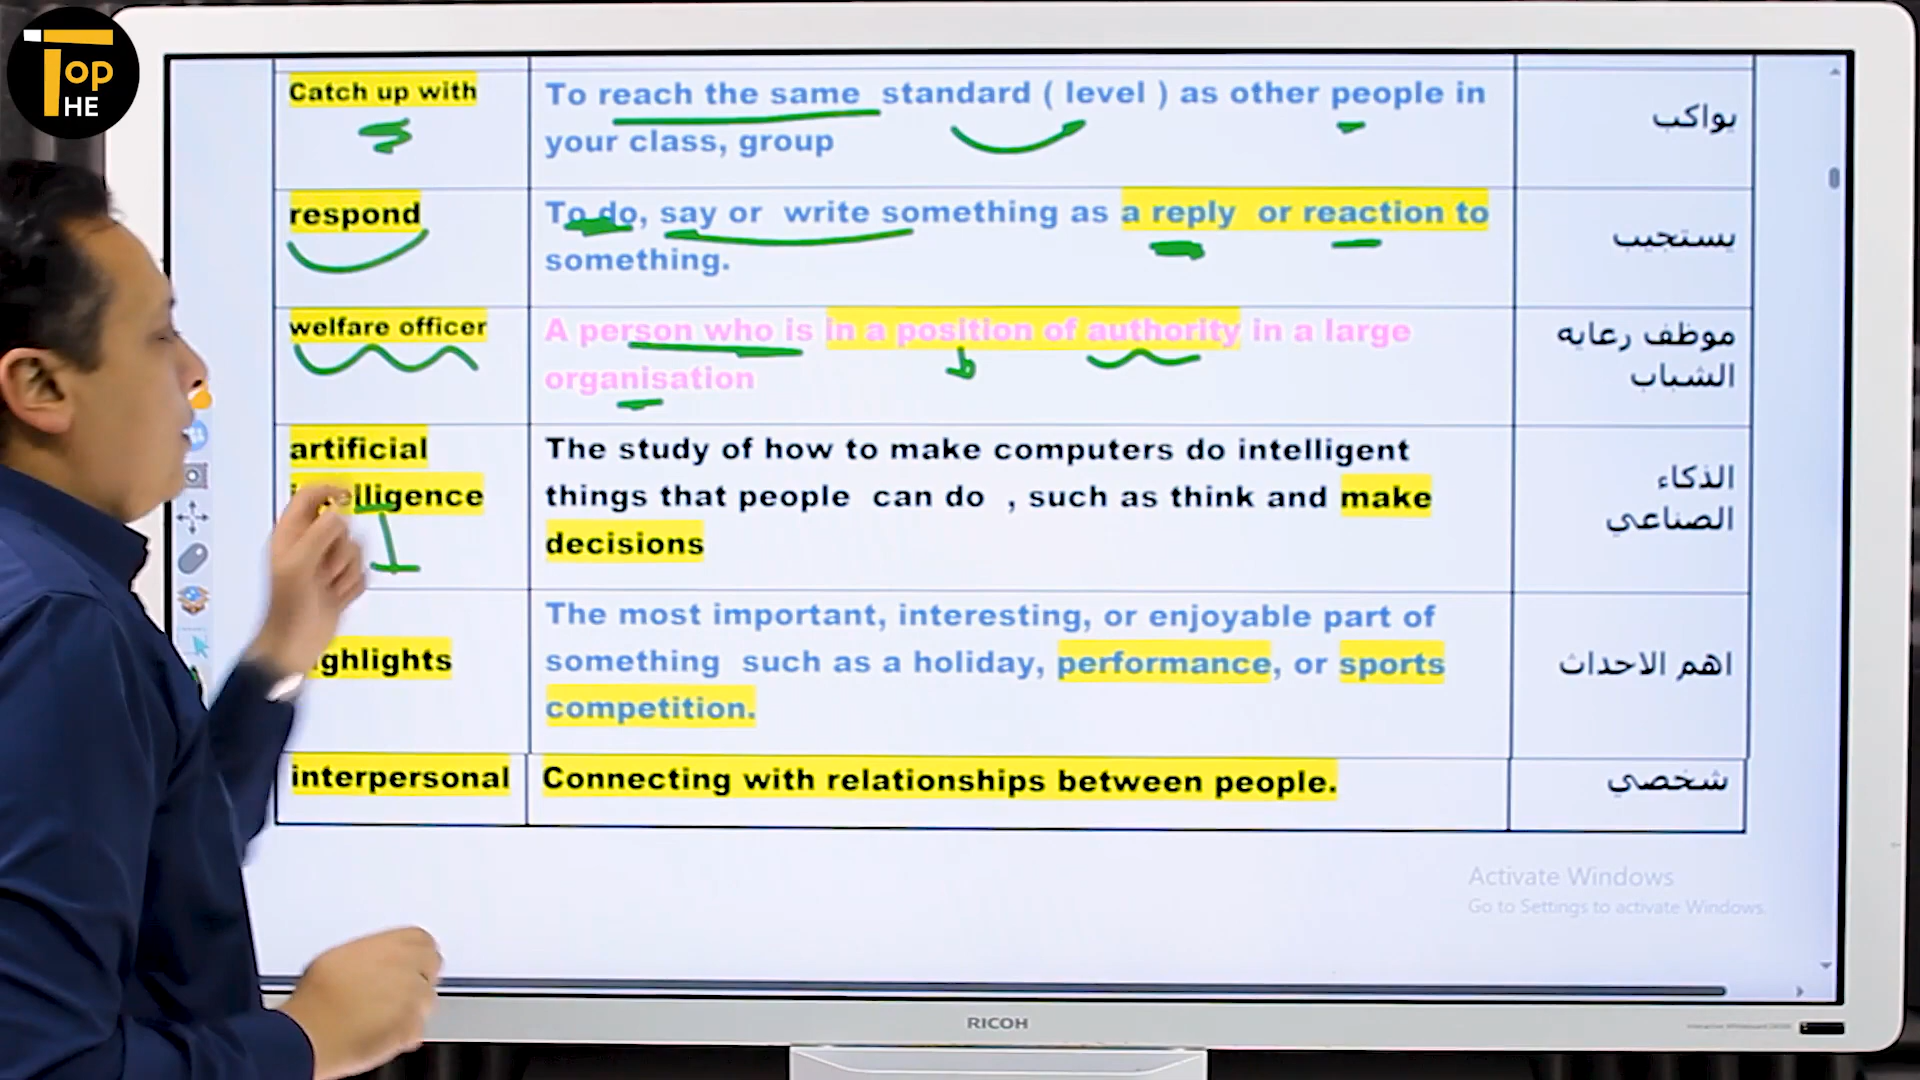 TOP
THE
Catch up with
To reach the same standard ( level ) as other people in
your class, group
يواكب
respond
To do, say or write something as a reply or reaction to
something.
يستجيب
welfare officer
A person who is in a position of authority in a large
organisation
موظف رعايه
الشباب
artificial
intelligence
The study of how to make computers do intelligent
things that people can do , such as think and make
decisions
الذكاء
الصناعي
highlights
The most important, interesting, or enjoyable part of
something such as a holiday, performance, or sports
competition.
اهم الاحداث
interpersonal
Connecting with relationships between people.
شخصي
Activate Windows
Go to Settings to activate Windows.
RICOH